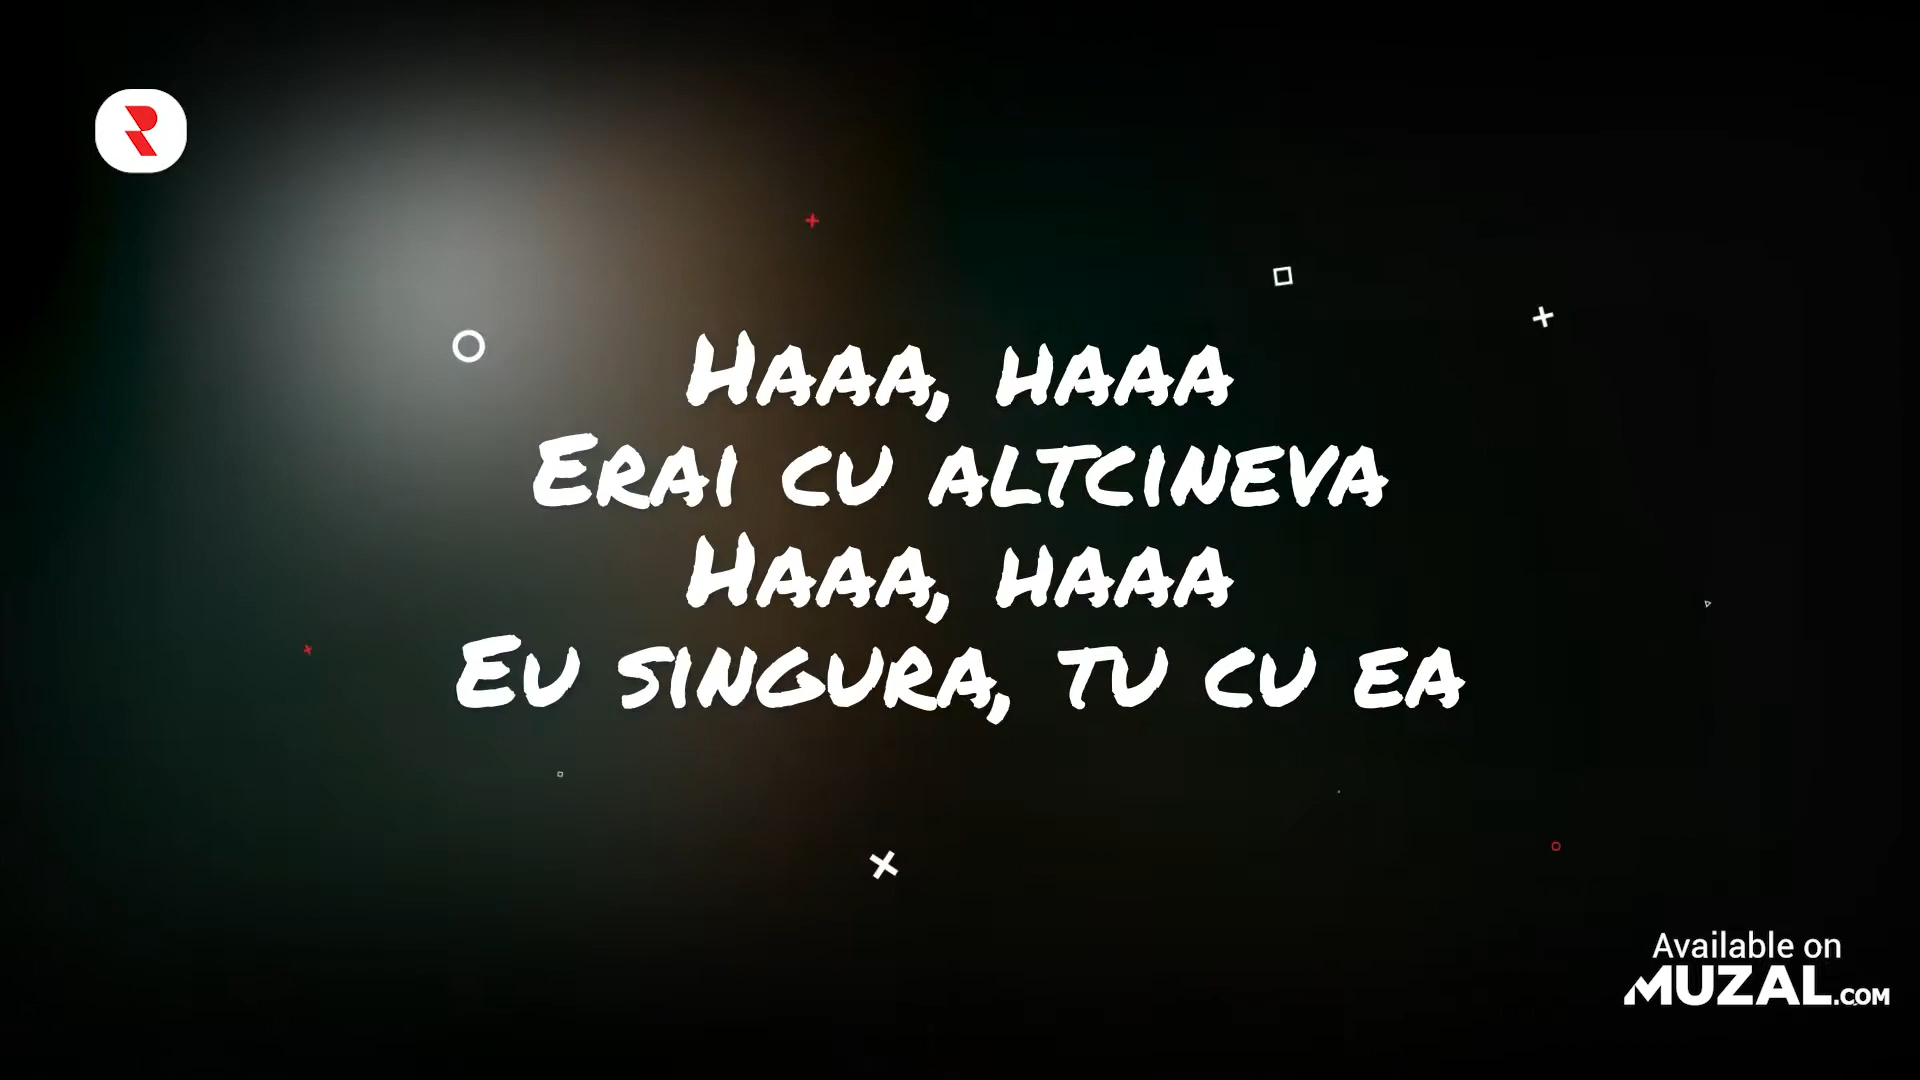 Haaa, haaa
Erai cu altcineva
Haaa, haaa
Eu singura, tu cu ea
Available on
MUZAL.COM